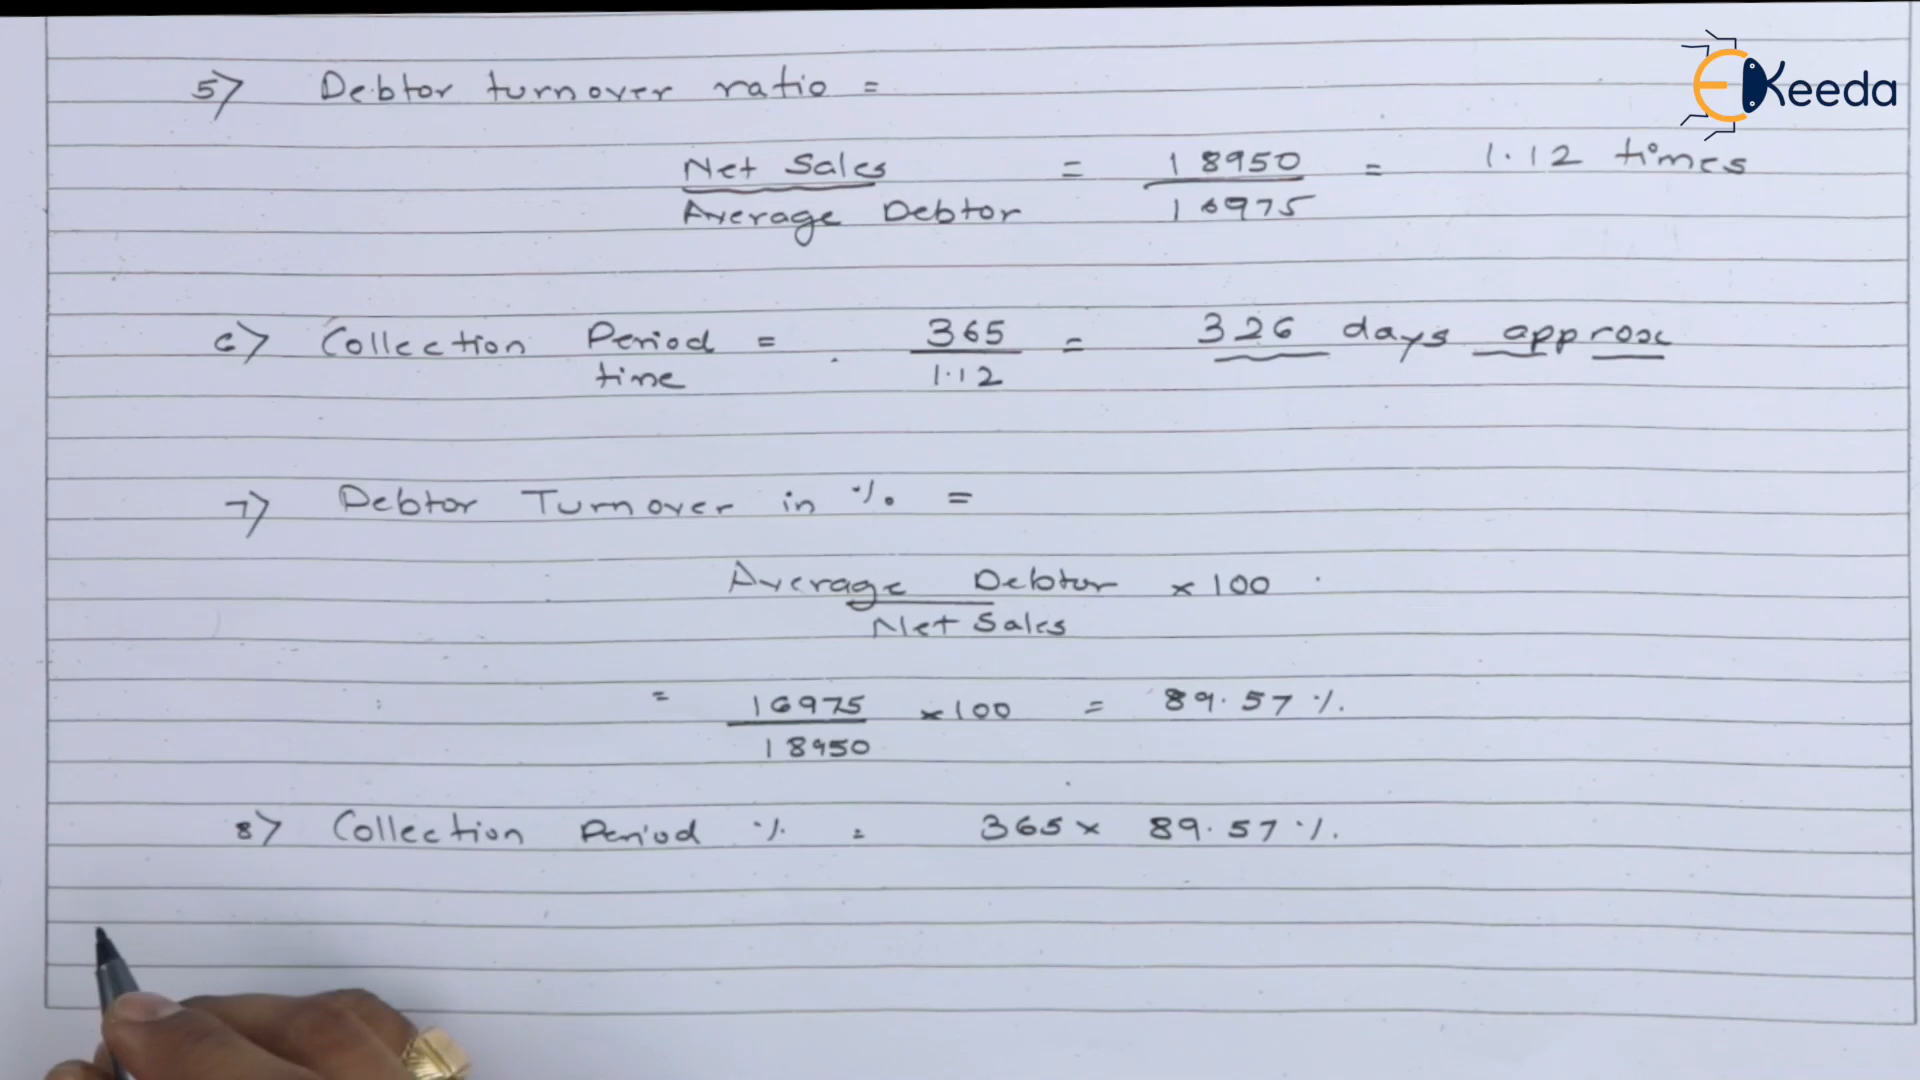 EKeeda
5) Debtor turnover ratio =
Net Sales = 18950 = 1.12 times
Average Debtor 16975
6) Collection Period = 365 = 326 days approx
time 1.12
7) Debtor Turnover in % =
Average Debtor × 100
Net Sales
= 16975 × 100 = 89.57 %.
18950
8) Collection Period % = 365 × 89.57 %.